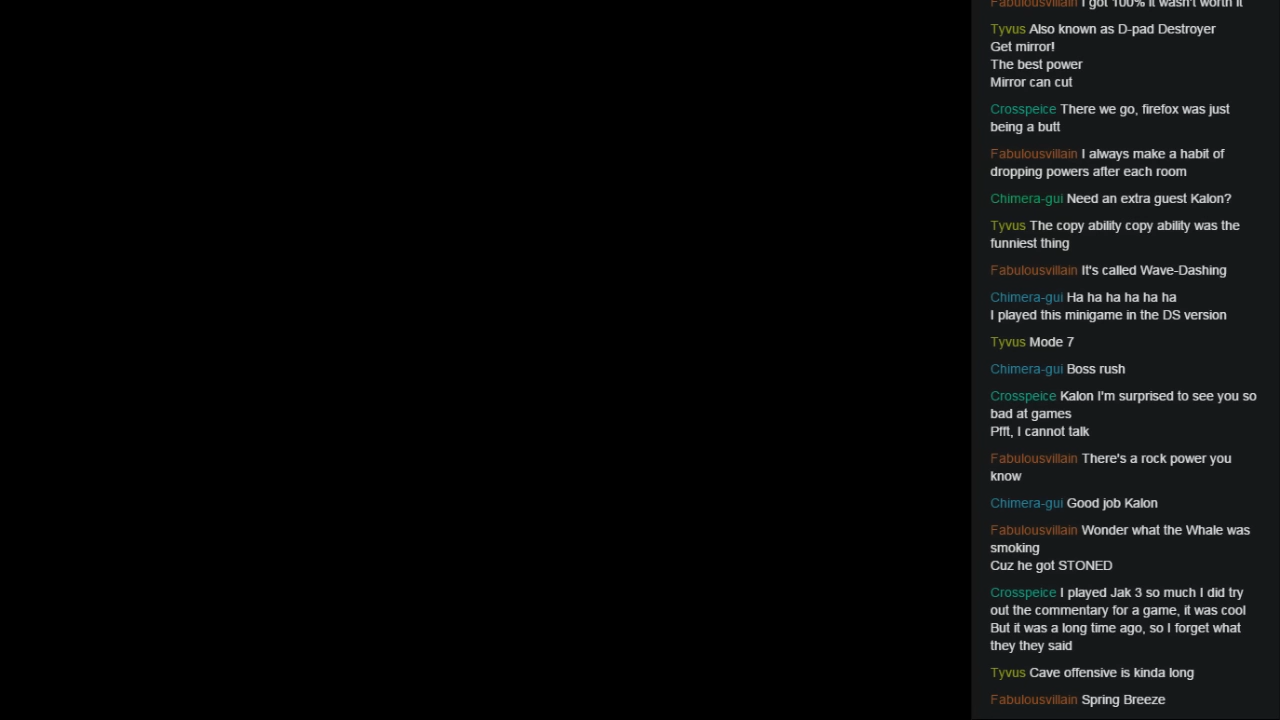 Fabulousvillain I got 100% it wasn't worth it
Tyvus Also known as D-pad Destroyer
Get mirror!
The best power
Mirror can cut
Crosspeice There we go, firefox was just
being a butt
Fabulousvillain I always make a habit of
dropping powers after each room
Chimera-gui Need an extra guest Kalon?
Tyvus The copy ability copy ability was the
funniest thing
Fabulousvillain It's called Wave-Dashing
Chimera-gui Ha ha ha ha ha ha
I played this minigame in the DS version
Tyvus Mode 7
Chimera-gui Boss rush
Crosspeice Kalon I'm surprised to see you so
bad at games
Pfft, I cannot talk
Fabulousvillain There's a rock power you
know
Chimera-gui Good job Kalon
Fabulousvillain Wonder what the Whale was
smoking
Cuz he got STONED
Crosspeice I played Jak 3 so much I did try
out the commentary for a game, it was cool
But it was a long time ago, so I forget what
they they said
Tyvus Cave offensive is kinda long
Fabulousvillain Spring Breeze